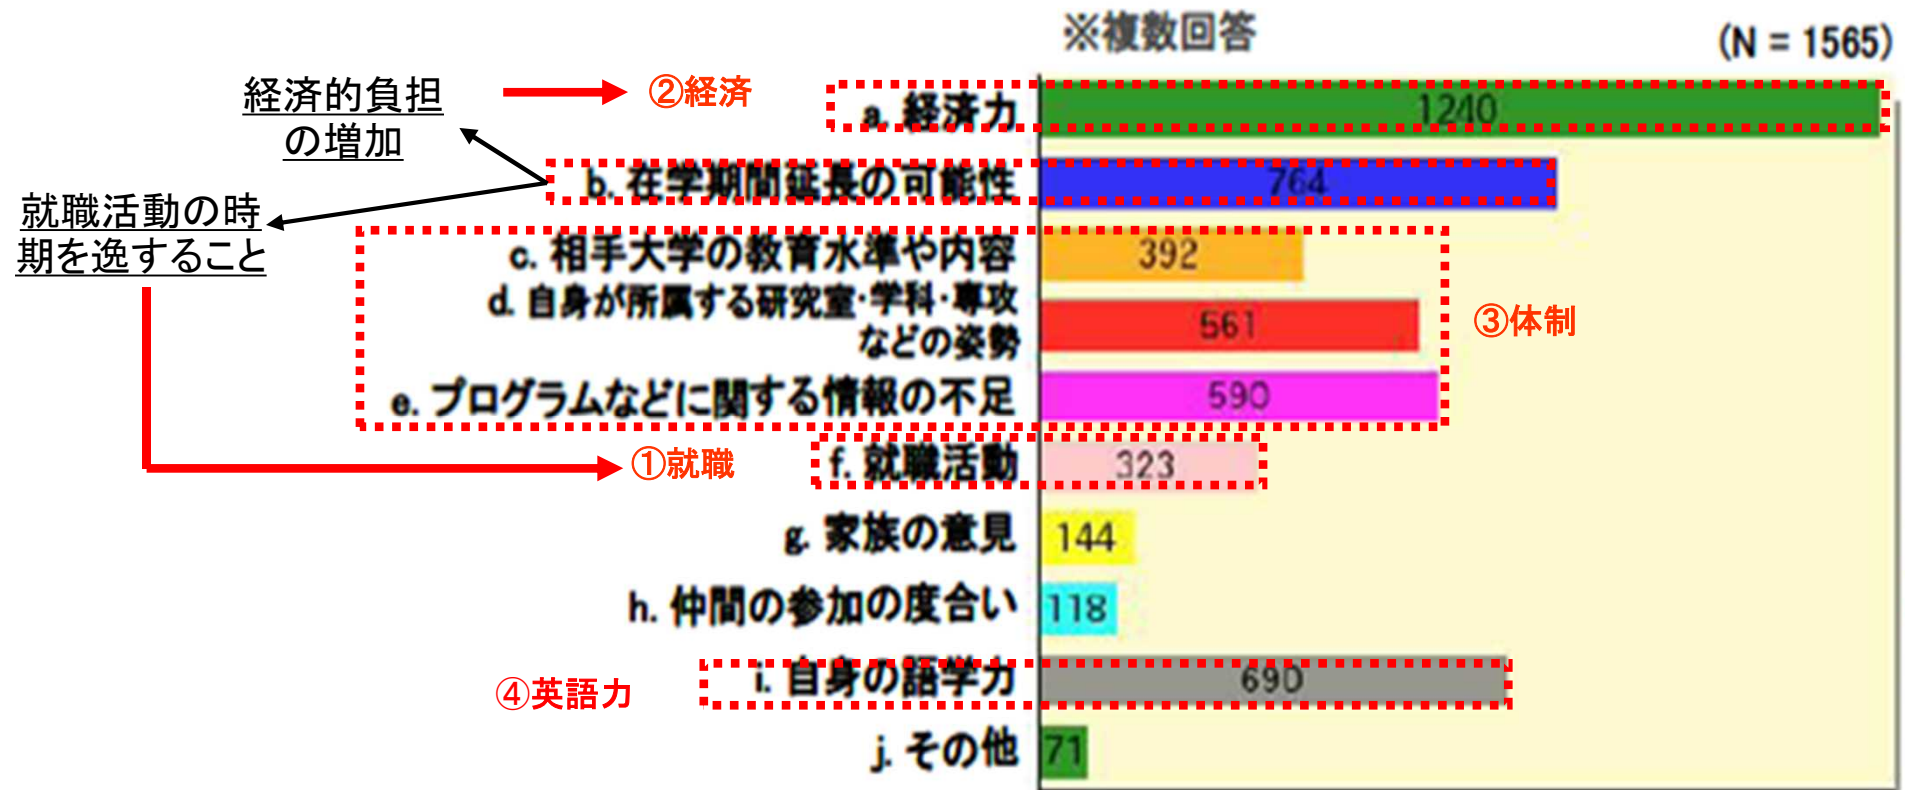 ※複数回答
(N = 1565)
経済的負担
の増加
②経済
a. 経済力
1240
b. 在学期間延長の可能性
764
就職活動の時
期を逸すること
c. 相手大学の教育水準や内容
392
d. 自身が所属する研究室・学科・専攻
などの姿勢
561
③体制
e. プログラムなどに関する情報の不足
590
①就職
f. 就職活動
323
g. 家族の意見
144
h. 仲間の参加の度合い
118
④英語力
i. 自身の語学力
690
j. その他
71